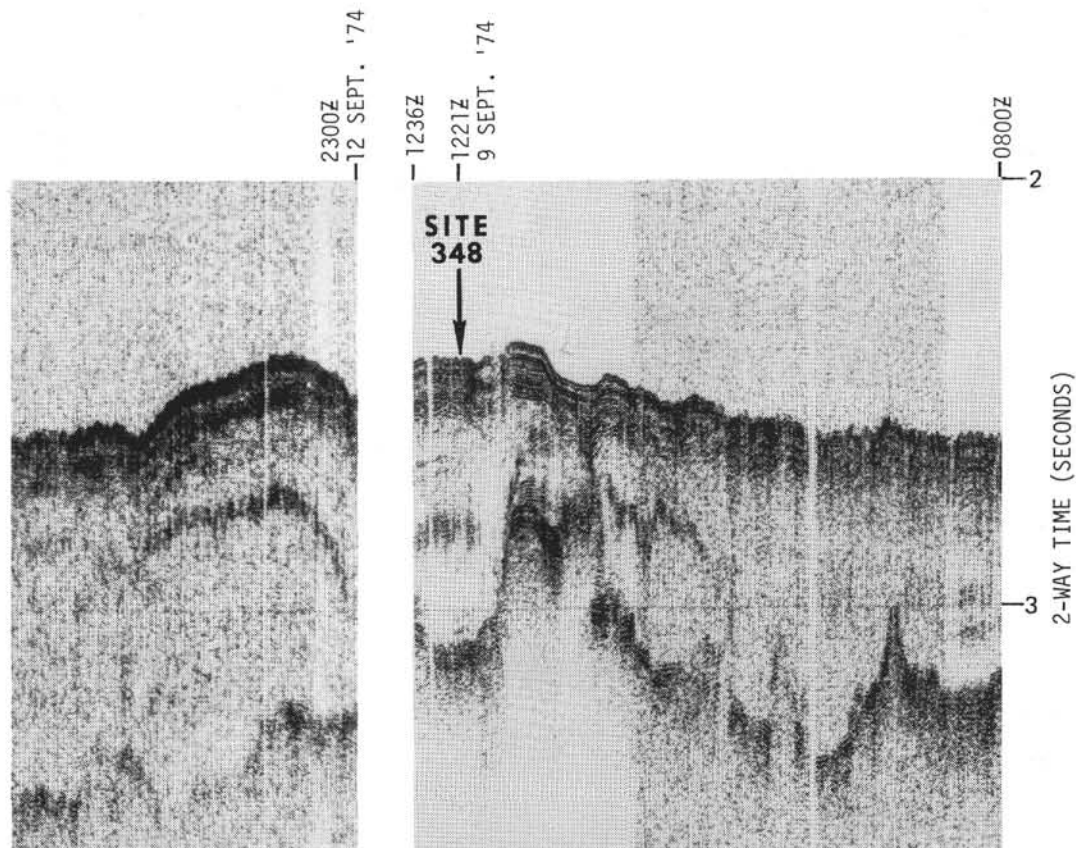 2300Z
12 SEPT. '74
1236Z
1221Z
9 SEPT. '74
0800Z
SITE
348
2
3
2-WAY TIME (SECONDS)